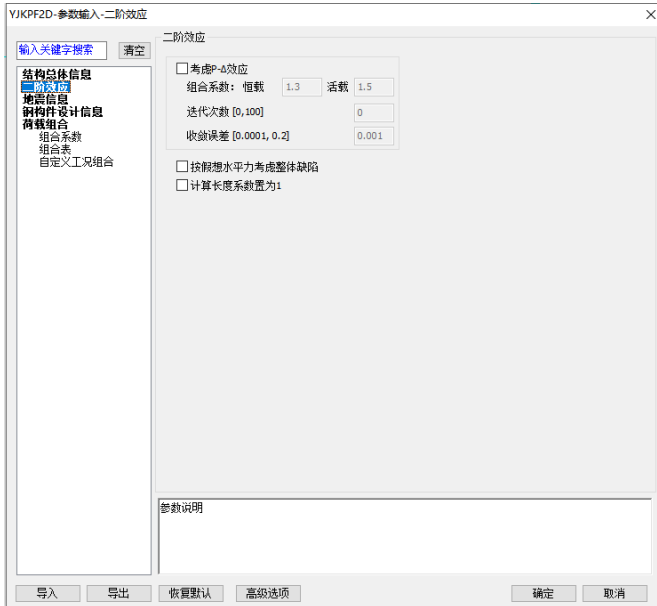 YJKPF2D-参数输入-二阶效应
输入关键字搜索 清空
结构总体信息
二阶效应
地震信息
钢构件设计信息
荷载组合
组合系数
组合表
自定义工况组合
二阶效应
考虑P-Δ效应
组合系数： 恒载 1.3 活载 1.5
迭代次数 [0,100] 0
收敛误差 [0.0001, 0.2] 0.001
按假想水平力考虑整体缺陷
计算长度系数置为1
参数说明
导入 导出 恢复默认 高级选项 确定 取消